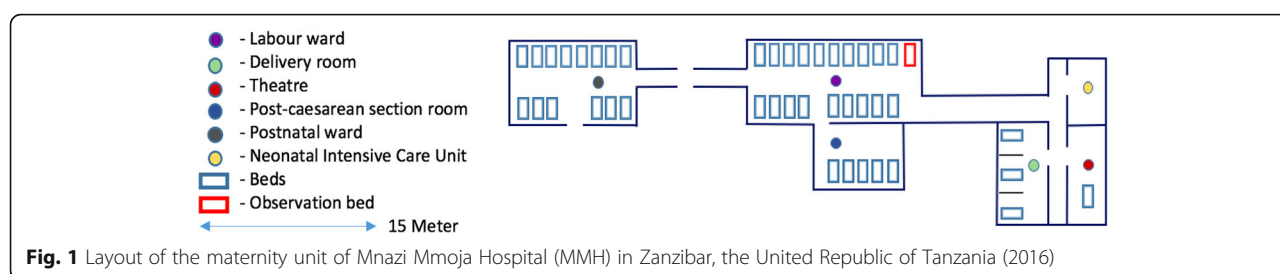 - Labour ward
- Delivery room
- Theatre
- Post-caesarean section room
- Postnatal ward
- Neonatal Intensive Care Unit
- Beds
- Observation bed
15 Meter
Fig. 1 Layout of the maternity unit of Mnazi Mmoja Hospital (MMH) in Zanzibar, the United Republic of Tanzania (2016)